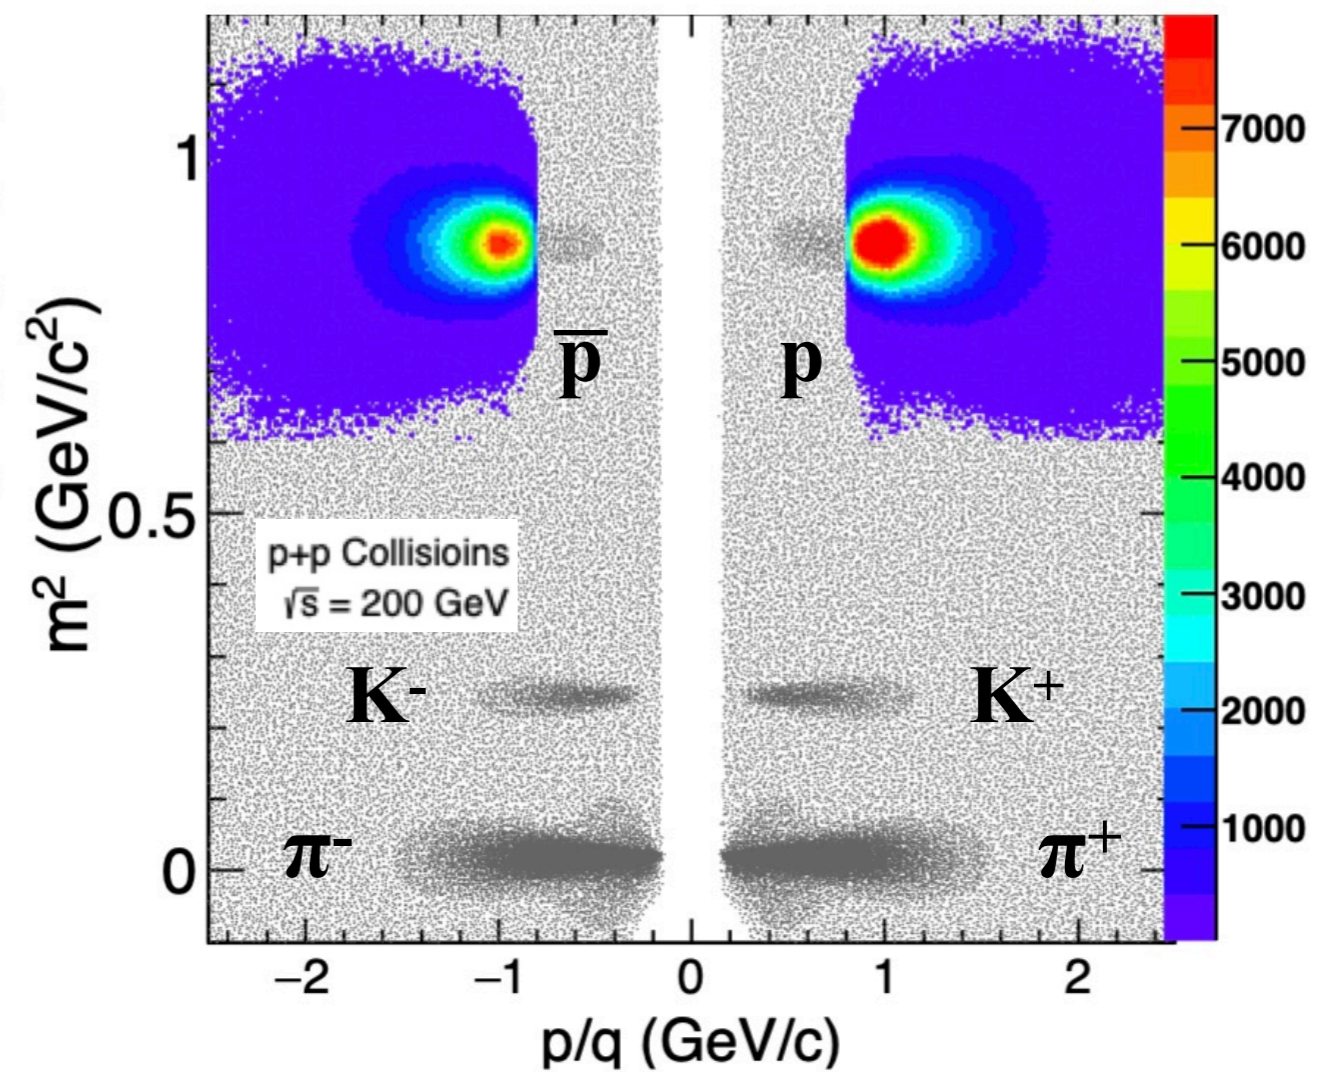 m² (GeV/c²)
1
0.5
0
p̅
p
p+p Collisioins
√s = 200 GeV
K⁻
K⁺
π⁻
π⁺
−2
−1
0
1
2
p/q (GeV/c)
7000
6000
5000
4000
3000
2000
1000